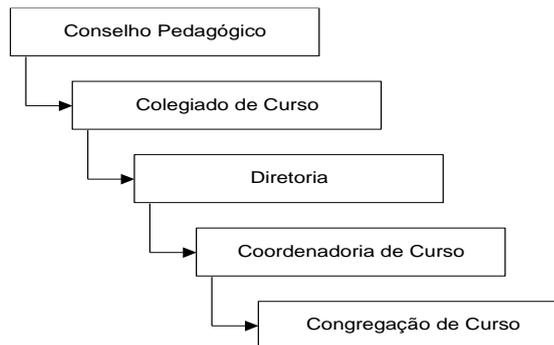 Conselho Pedagógico
Colegiado de Curso
Diretoria
Coordenadoria de Curso
Congregação de Curso